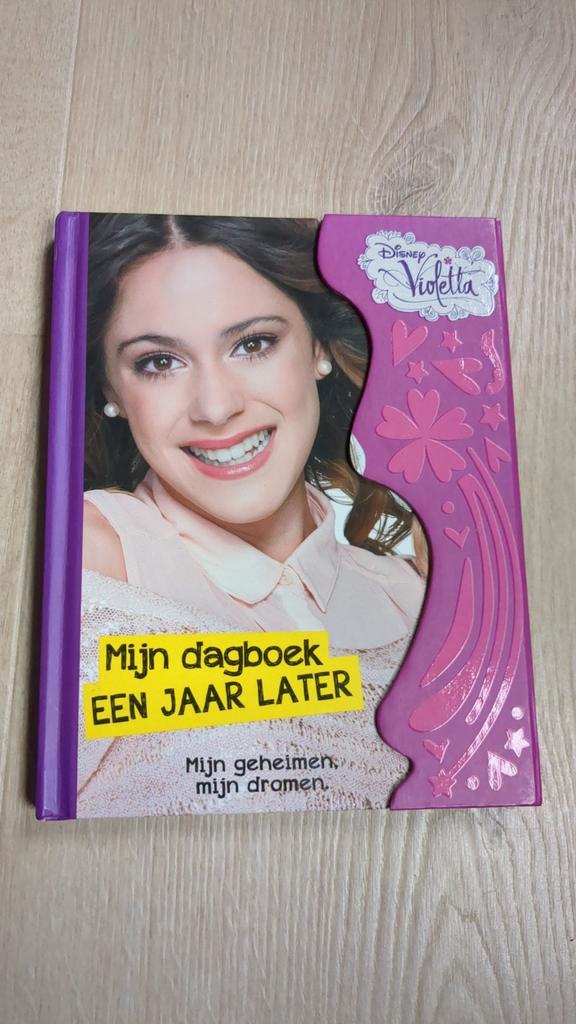 Disney
Violetta
Mijn dagboek
EEN JAAR LATER
Mijn geheimen,
mijn dromen.